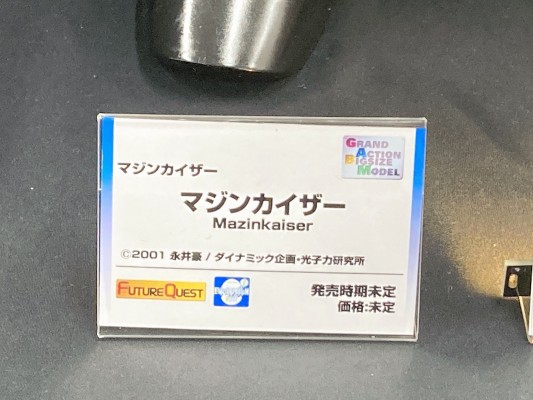 GRAND
ACTION
BIGSIZE
MODEL
マジンカイザー
マジンカイザー
Mazinkaiser
©2001 永井豪 / ダイナミック企画・光子力研究所
FUTUREQUEST
発売時期未定
価格:未定